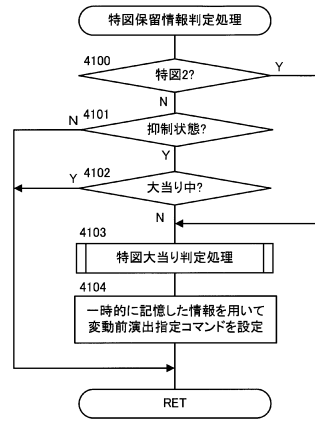 特図保留情報判定処理
4100
特図2?
Y
N
4101
N
抑制状態?
Y
4102
Y
大当り中?
N
4103
特図大当り判定処理
4104
一時的に記憶した情報を用いて
変動前演出指定コマンドを設定
RET